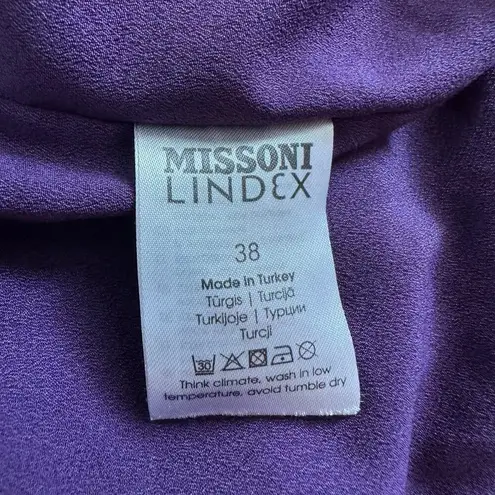 MISSONI
LINDEX
38
Made in Turkey
Türgis | Turcijā
Turkijoje | Турции
Turcji
30
Think climate, wash in low
temperature, avoid tumble dry